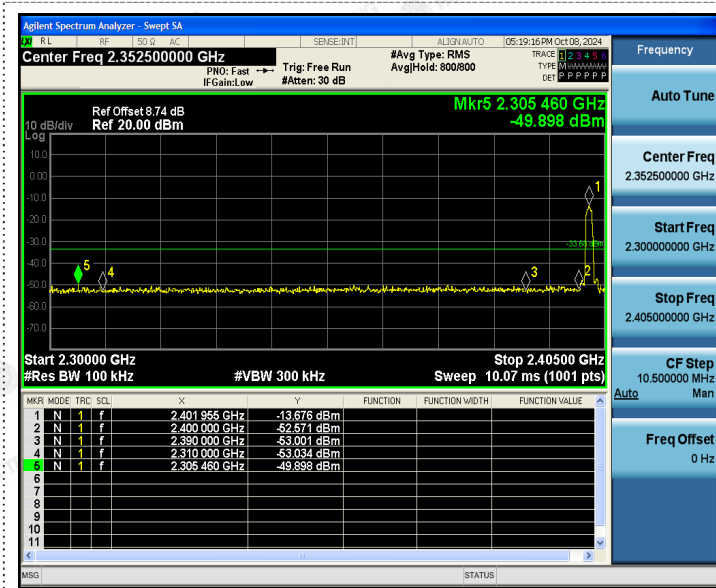 Agilent Spectrum Analyzer - Swept SA
RL RF 50 Ω AC SENSE:INT ALIGN AUTO 05:19:16 PM Oct 08, 2024
Center Freq 2.352500000 GHz
PNO: Fast
IFGain:Low
Trig: Free Run
#Atten: 30 dB
#Avg Type: RMS
Avg|Hold: 800/800
TRACE 1 2 3 4 5 6
TYPE M
DET P P P P P P
Frequency
Auto Tune
Center Freq
2.352500000 GHz
Start Freq
2.300000000 GHz
Stop Freq
2.405000000 GHz
CF Step
10.500000 MHz
Auto Man
Freq Offset
0 Hz
Mkr5 2.305 460 GHz
-49.898 dBm
Ref Offset 8.74 dB
10 dB/div Ref 20.00 dBm
Log
10.0
0.00
-10.0
-20.0
-30.0
-40.0
-50.0
-60.0
-70.0
1
2
3
4
5
Start 2.30000 GHz Stop 2.40500 GHz
#Res BW 100 kHz #VBW 300 kHz Sweep 10.07 ms (1001 pts)
MKR MODE TRC SCL X Y FUNCTION FUNCTION WIDTH FUNCTION VALUE
1 N 1 f 2.401 955 GHz -13.676 dBm
2 N 1 f 2.400 000 GHz -52.571 dBm
3 N 1 f 2.390 000 GHz -53.001 dBm
4 N 1 f 2.310 000 GHz -53.034 dBm
5 N 1 f 2.305 460 GHz -49.898 dBm
6
7
8
9
10
11
MSG STATUS